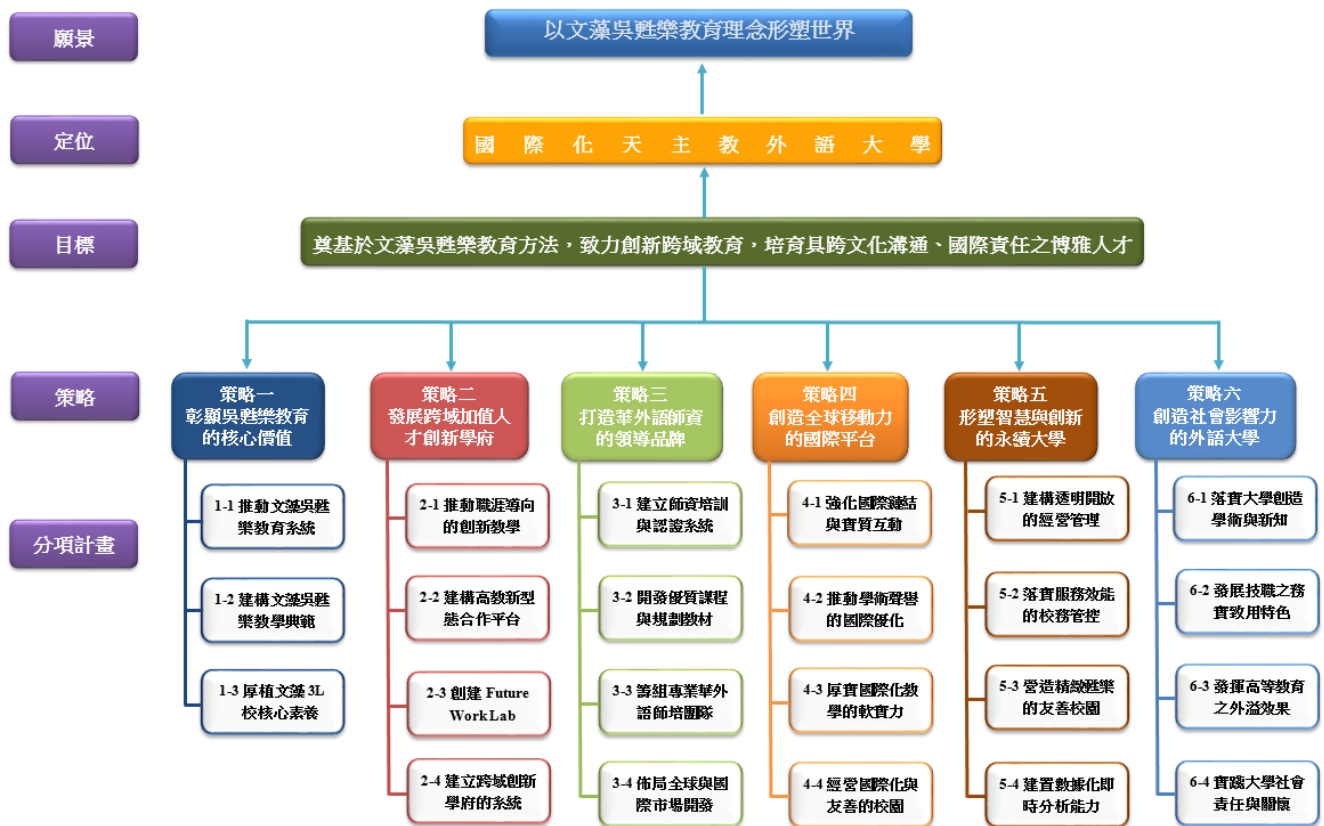 願景
以文藻吳甦樂教育理念形塑世界
定位
國際化天主教外語大學
目標
奠基於文藻吳甦樂教育方法，致力創新跨域教育，培育具跨文化溝通、國際責任之博雅人才
策略
策略一
彰顯吳甦樂教育
的核心價值
策略二
發展跨域加值人
才創新學府
策略三
打造華外語師資
的領導品牌
策略四
創造全球移動力
的國際平台
策略五
形塑智慧與創新
的永續大學
策略六
創造社會影響力
的外語大學
分項計畫
1-1 推動文藻吳甦
樂教育系統
1-2 建構文藻吳甦
樂教學典範
1-3 厚植文藻 3L
校核心素養
2-1 推動職涯導向
的創新教學
2-2 建構高教新型
態合作平台
2-3 創建 Future
WorkLab
2-4 建立跨域創新
學府的系統
3-1 建立師資培訓
與認證系統
3-2 開發優質課程
與規劃教材
3-3 籌組專業華外
語師培團隊
3-4 佈局全球與國
際市場開發
4-1 強化國際鏈結
與實質互動
4-2 推動學術聲譽
的國際優化
4-3 厚實國際化教
學的軟實力
4-4 經營國際化與
友善的校園
5-1 建構透明開放
的經營管理
5-2 落實服務效能
的校務管控
5-3 營造精緻甦樂
的友善校園
5-4 建置數據化即
時分析能力
6-1 落實大學創造
學術與新知
6-2 發展技職之務
實致用特色
6-3 發揮高等教育
之外溢效果
6-4 實踐大學社會
責任與關懷